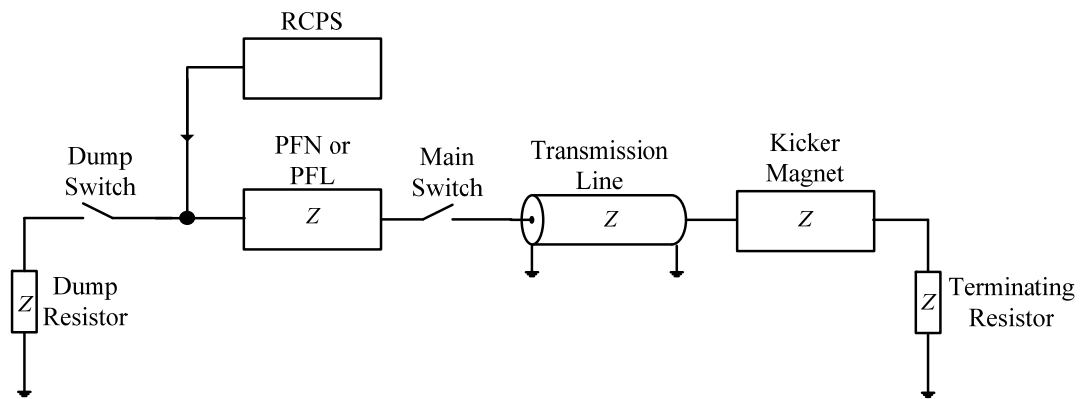 RCPS
PFN or
PFL
Dump
Switch
Main
Switch
Transmission
Line
Kicker
Magnet
Z
Z
Z
Z
Dump
Resistor
Z
Terminating
Resistor